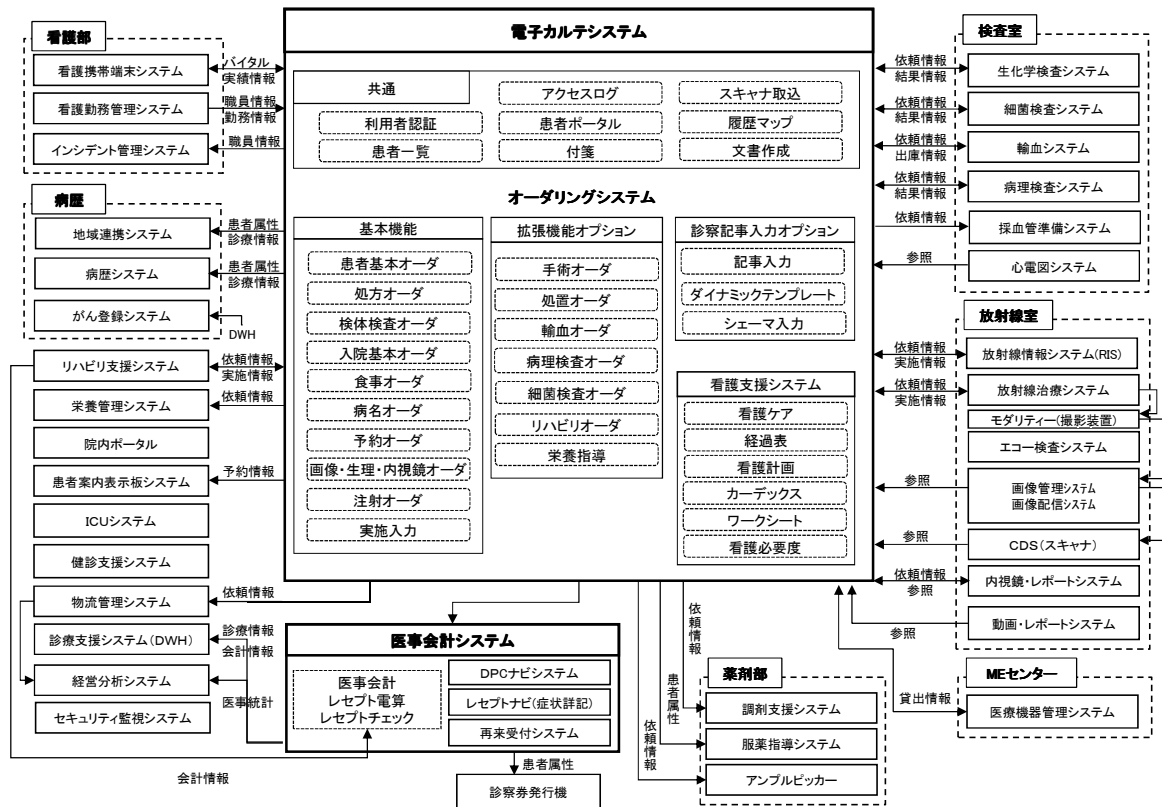 電子カルテシステム
共通
アクセスログ
スキャナ取込
利用者認証
患者ポータル
履歴マップ
患者一覧
付箋
文書作成
オーダリングシステム
基本機能
患者基本オーダ
処方オーダ
検体検査オーダ
入院基本オーダ
食事オーダ
病名オーダ
予約オーダ
画像・生理・内視鏡オーダ
注射オーダ
実施入力
拡張機能オプション
手術オーダ
処置オーダ
輸血オーダ
病理検査オーダ
細菌検査オーダ
リハビリオーダ
栄養指導
診察記事入力オプション
記事入力
ダイナミックテンプレート
シェーマ入力
看護支援システム
看護ケア
経過表
看護計画
カーデックス
ワークシート
看護必要度
看護部
看護携帯端末システム
バイタル
実績情報
看護勤務管理システム
職員情報
勤務情報
インシデント管理システム
職員情報
病歴
地域連携システム
患者属性
診療情報
病歴システム
患者属性
診療情報
がん登録システム
DWH
リハビリ支援システム
依頼情報
実施情報
栄養管理システム
依頼情報
院内ポータル
患者案内表示板システム
予約情報
ICUシステム
健診支援システム
物流管理システム
依頼情報
診療支援システム(DWH)
診療情報
会計情報
経営分析システム
医事統計
セキュリティ監視システム
会計情報
医事会計システム
医事会計
レセプト電算
レセプトチェック
DPCナビシステム
レセプトナビ(症状詳記)
再来受付システム
患者属性
診察券発行機
検査室
依頼情報
結果情報
生化学検査システム
依頼情報
結果情報
細菌検査システム
依頼情報
出庫情報
輸血システム
依頼情報
結果情報
病理検査システム
依頼情報
採血管準備システム
参照
心電図システム
放射線室
依頼情報
実施情報
放射線情報システム(RIS)
依頼情報
実施情報
放射線治療システム
モダリティー(撮影装置)
エコー検査システム
参照
画像管理システム
画像配信システム
参照
CDS(スキャナ)
依頼情報
参照
内視鏡・レポートシステム
参照
動画・レポートシステム
MEセンター
貸出情報
医療機器管理システム
薬剤部
依頼情報
調剤支援システム
患者属性
服薬指導システム
依頼情報
アンプルピッカー